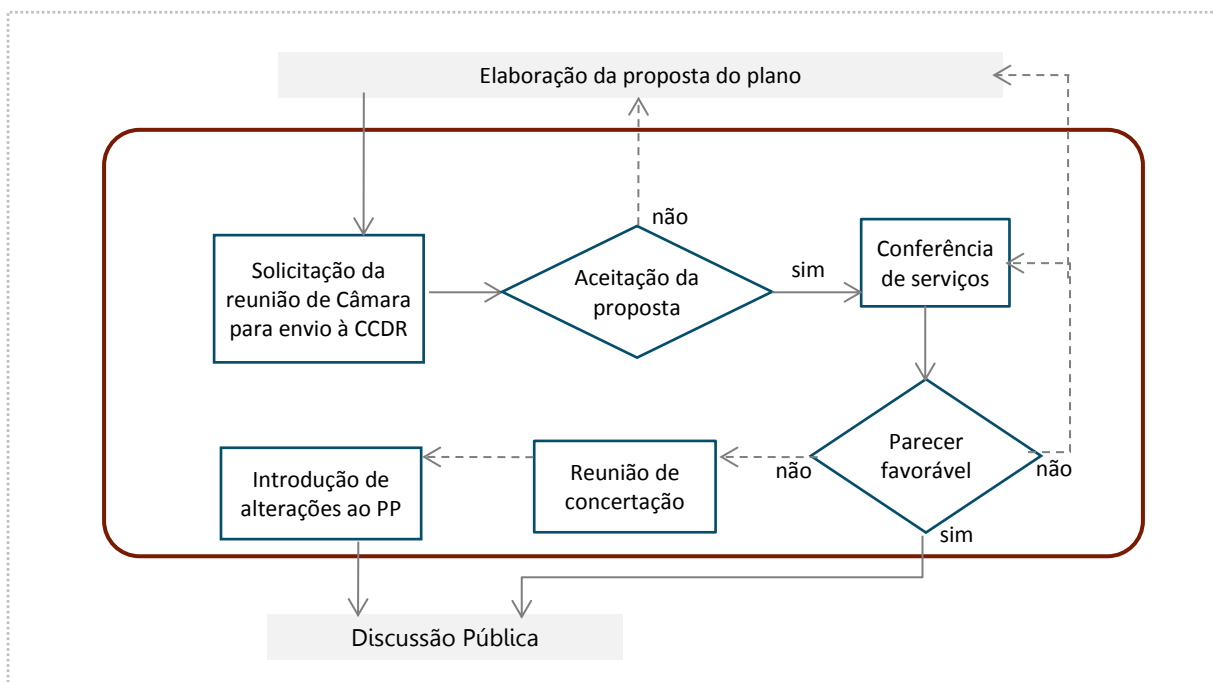 Elaboração da proposta do plano
não
Solicitação da
reunião de Câmara
para envio à CCDR
Aceitação da
proposta
sim
Conferência
de serviços
Introdução de
alterações ao PP
Reunião de
concertação
não
Parecer
favorável
não
sim
Discussão Pública